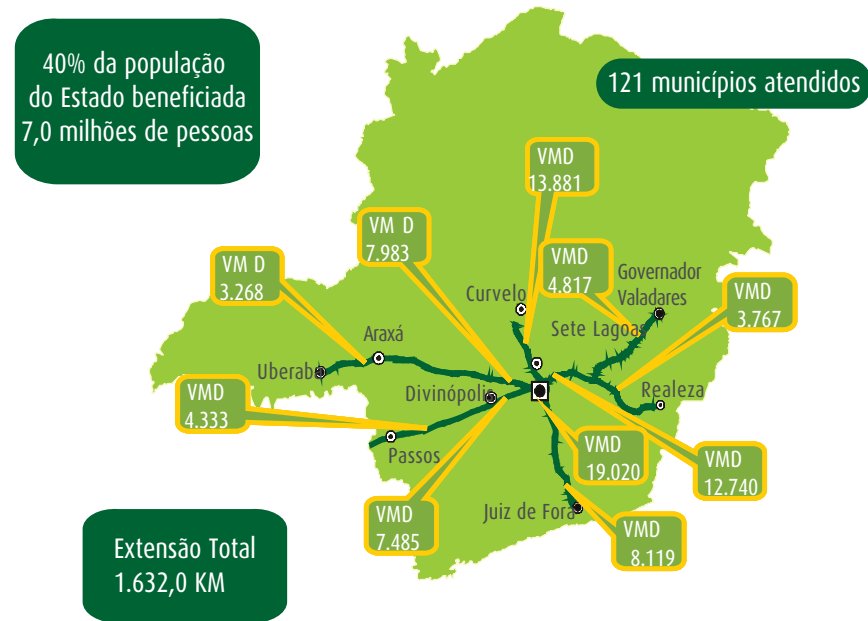 40% da população
do Estado beneficiada
7,0 milhões de pessoas
121 municípios atendidos
VMD
13.881
VM D
7.983
VMD
4.817
Governador
Valadares
VM D
3.268
VMD
3.767
Curvelo
Sete Lagoas
Araxá
Uberaba
Divinópolis
Realeza
VMD
4.333
Passos
VMD
19.020
VMD
12.740
VMD
7.485
Juiz de Fora
VMD
8.119
Extensão Total
1.632,0 KM